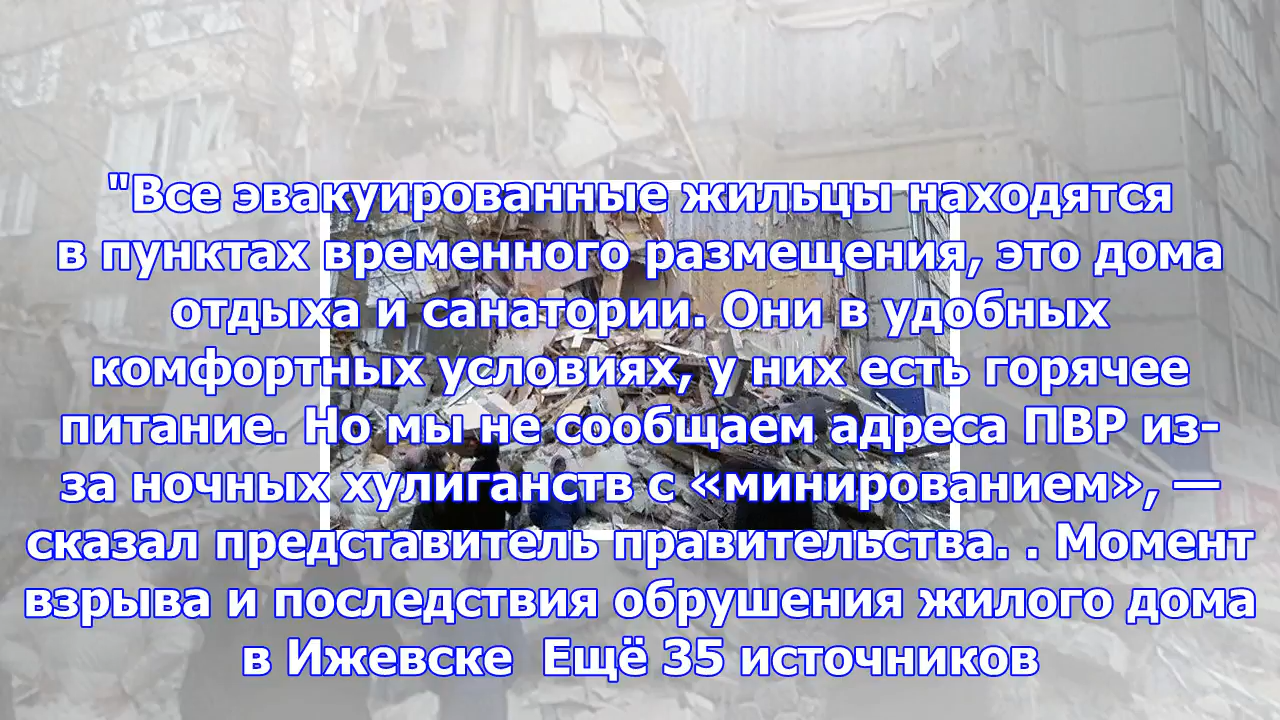 "Все эвакуированные жильцы находятся
в пунктах временного размещения, это дома
отдыха и санатории. Они в удобных
комфортных условиях, у них есть горячее
питание. Но мы не сообщаем адреса ПВР из-
за ночных хулиганств с «минированием», —
сказал представитель правительства. . Момент
взрыва и последствия обрушения жилого дома
в Ижевске  Ещё 35 источников